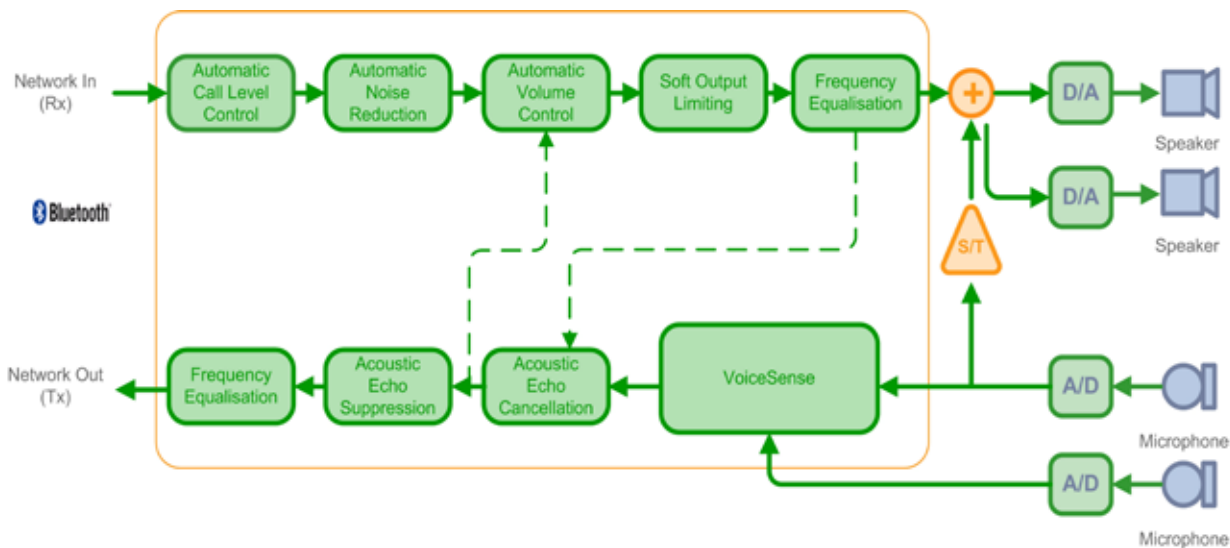 Network In
(Rx)
Automatic
Call Level
Control
Automatic
Noise
Reduction
Automatic
Volume
Control
Soft Output
Limiting
Frequency
Equalisation
+
D/A
Speaker
D/A
Speaker
Bluetooth
S/T
Network Out
(Tx)
Frequency
Equalisation
Acoustic
Echo
Suppression
Acoustic
Echo
Cancellation
VoiceSense
A/D
Microphone
A/D
Microphone